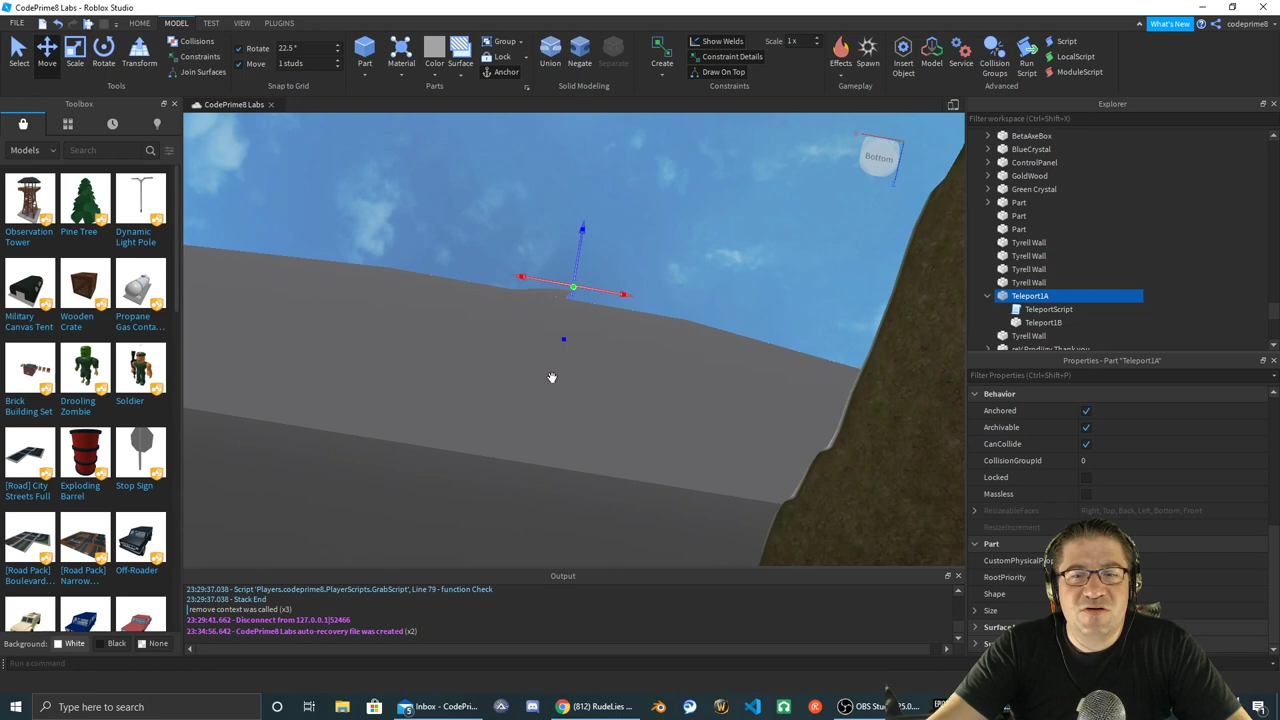 CodePrime8 Labs - Roblox Studio
FILE
HOME MODEL TEST VIEW PLUGINS
What's New
codeprime8
Select Move Scale Rotate Transform
Collisions
Constraints
Join Surfaces
Tools
Rotate 22.5 °
Move 1 studs
Snap to Grid
Part Material Color Surface
Group
Lock
Anchor
Parts
Union Negate Separate
Solid Modeling
Create
Show Welds
Constraint Details
Draw On Top
Scale 1 x
Constraints
Effects Spawn
Gameplay
Insert Object
Model Service
Collision Groups
Run Script
Script
LocalScript
ModuleScript
Advanced
Toolbox
Models
Search
Observation Tower
Pine Tree
Dynamic Light Pole
Military Canvas Tent
Wooden Crate
Propane Gas Conta...
Brick Building Set
Drooling Zombie
Soldier
[Road] City Streets Full
Exploding Barrel
Stop Sign
[Road Pack] Boulevard...
[Road Pack] Narrow...
Off-Roader
Background: White Black None
CodePrime8 Labs
Bottom
Explorer
Filter workspace (Ctrl+Shift+X)
BetaAxeBox
BlueCrystal
ControlPanel
GoldWood
Green Crystal
Part
Part
Part
Tyrell Wall
Tyrell Wall
Tyrell Wall
Tyrell Wall
Teleport1A
TeleportScript
Teleport1B
Tyrell Wall
reV Prodiigy Thank you
Properties - Part "Teleport1A"
Filter Properties (Ctrl+Shift+P)
Behavior
Anchored
Archivable
CanCollide
CollisionGroupId 0
Locked
Massless
ResizeableFaces Right, Top, Back, Left, Bottom, Front
ResizeIncrement
Part
RootPriority
Shape
Size
Output
23:29:37.038 - Script 'Players.codeprime8.PlayerScripts.GrabScript', Line 79 - function Check
23:29:37.038 - Stack End
remove context was called (x3)
23:29:41.662 - Disconnect from 127.0.0.1|52466
23:34:56.642 - CodePrime8 Labs auto-recovery file was created (x2)
Run a command
Type here to search
Inbox - CodePri...
(812) RudeLies ...
OBS Studio